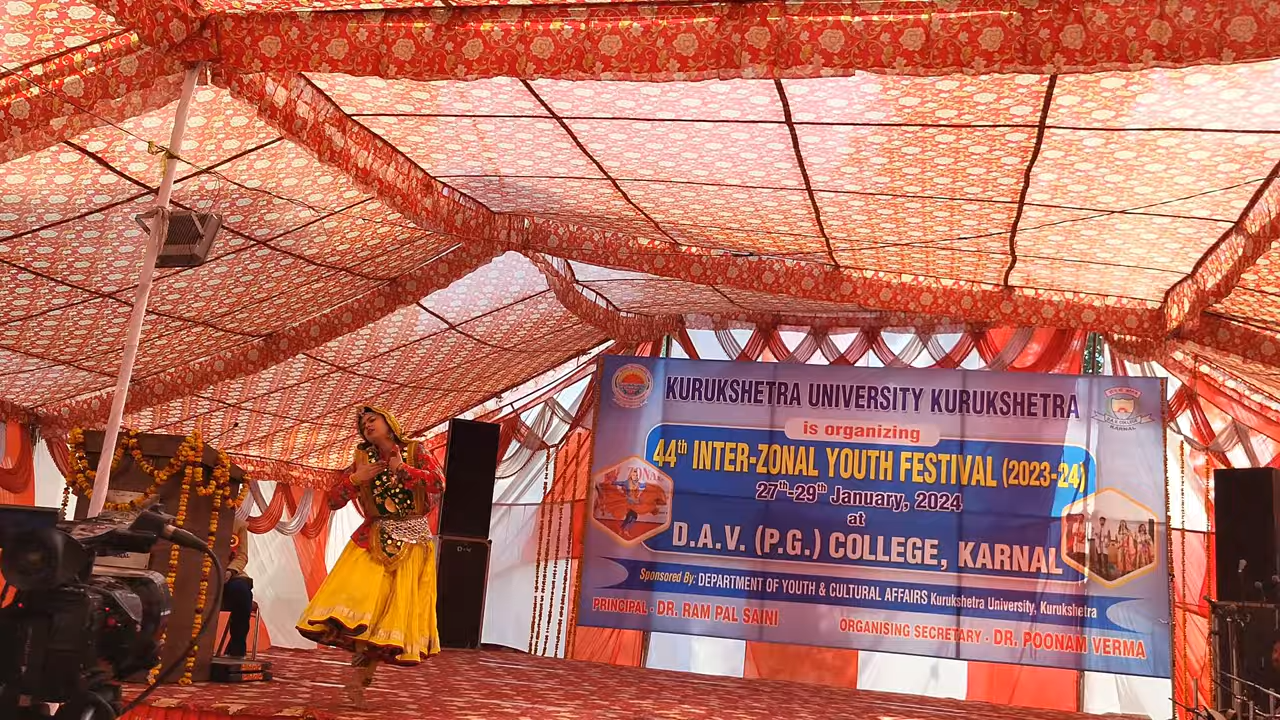 KURUKSHETRA UNIVERSITY KURUKSHETRA
is organizing
44th INTER-ZONAL YOUTH FESTIVAL (2023-24)
27th-29th January, 2024
at
D.A.V. (P.G.) COLLEGE, KARNAL
Sponsored By: DEPARTMENT OF YOUTH & CULTURAL AFFAIRS Kurukshetra University, Kurukshetra
PRINCIPAL - DR. RAM PAL SAINI
ORGANISING SECRETARY - DR. POONAM VERMA
KARNAL